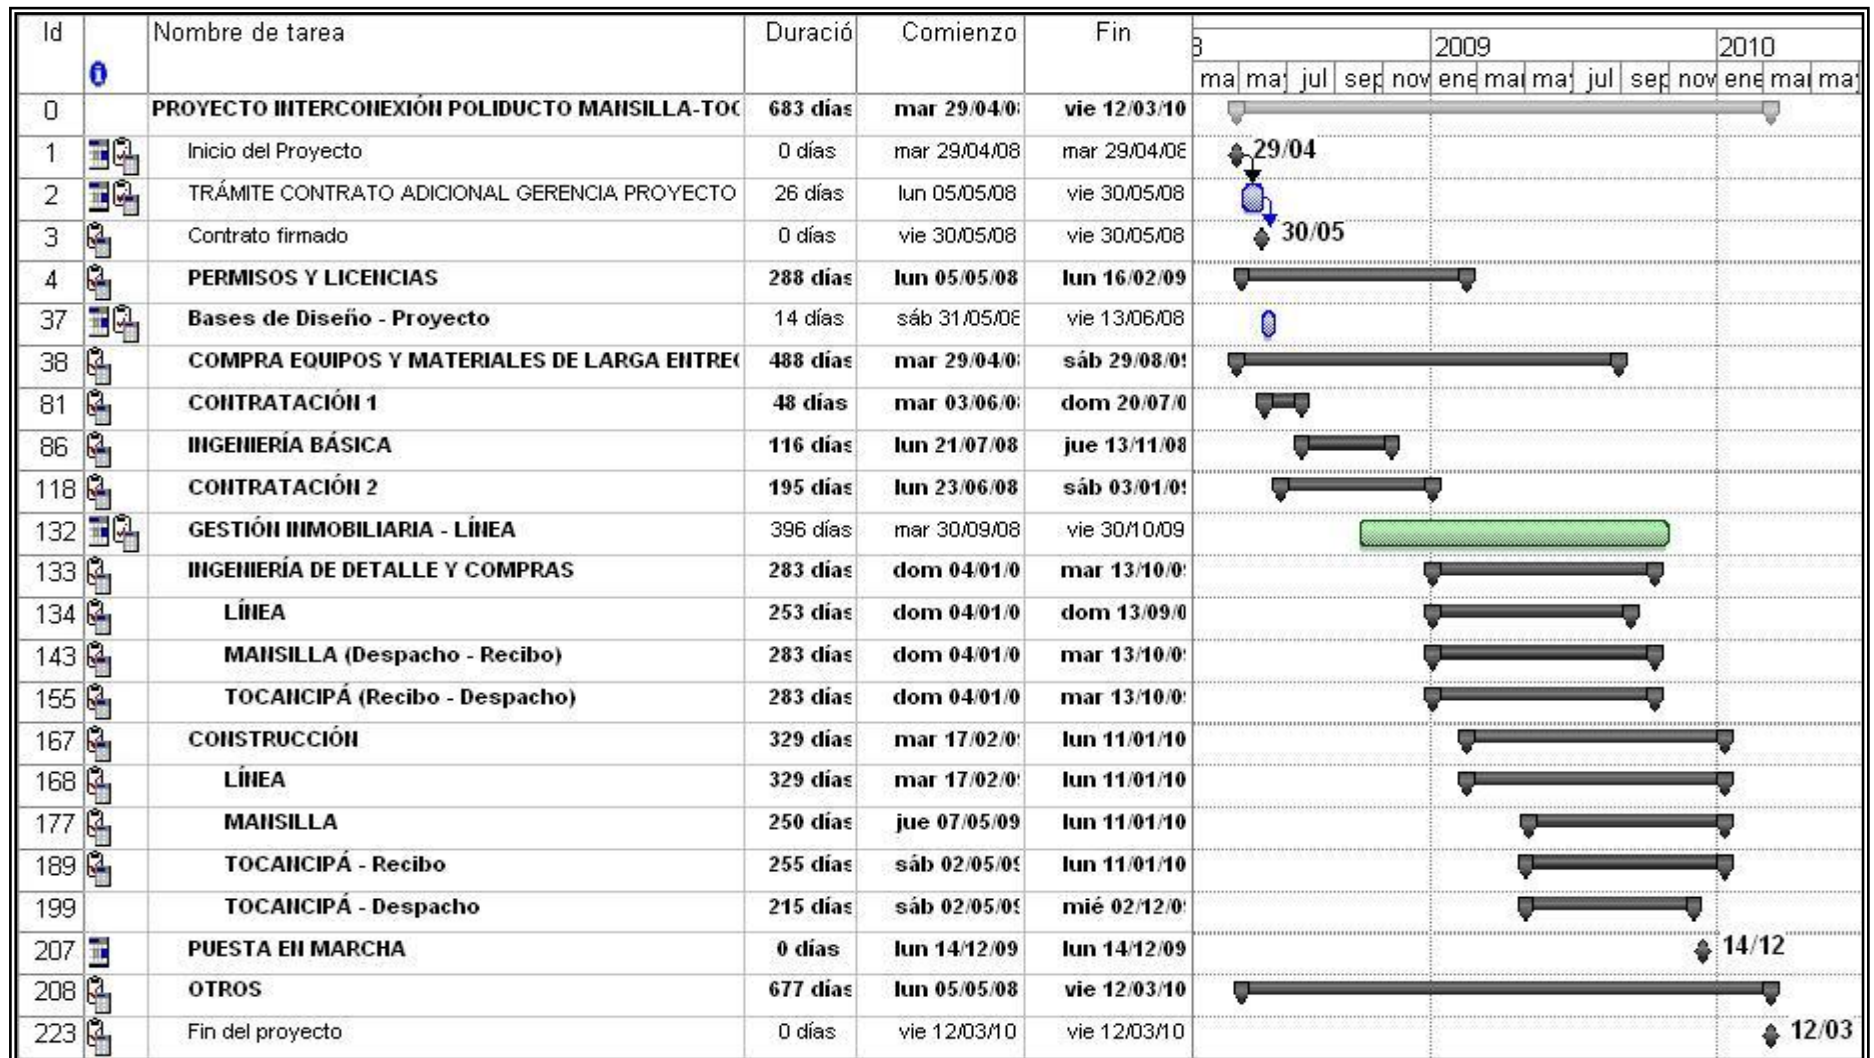 Id Nombre de tarea Duració Comienzo Fin 2009 2010
ma ma jul sep nov ene mar ma jul sep nov ene mar ma
0 PROYECTO INTERCONEXIÓN POLIDUCTO MANSILLA-TOC 683 días mar 29/04/0 vie 12/03/10
1 Inicio del Proyecto 0 días mar 29/04/08 mar 29/04/08 29/04
2 TRÁMITE CONTRATO ADICIONAL GERENCIA PROYECTO 26 días lun 05/05/08 vie 30/05/08
3 Contrato firmado 0 días vie 30/05/08 vie 30/05/08 30/05
4 PERMISOS Y LICENCIAS 288 días lun 05/05/08 lun 16/02/09
37 Bases de Diseño - Proyecto 14 días sáb 31/05/08 vie 13/06/08
38 COMPRA EQUIPOS Y MATERIALES DE LARGA ENTREG 488 días mar 29/04/0 sáb 29/08/09
81 CONTRATACIÓN 1 48 días mar 03/06/0 dom 20/07/0
86 INGENIERÍA BÁSICA 116 días lun 21/07/08 jue 13/11/08
118 CONTRATACIÓN 2 195 días lun 23/06/08 sáb 03/01/09
132 GESTIÓN INMOBILIARIA - LÍNEA 396 días mar 30/09/08 vie 30/10/09
133 INGENIERÍA DE DETALLE Y COMPRAS 283 días dom 04/01/0 mar 13/10/0
134 LÍNEA 253 días dom 04/01/0 dom 13/09/0
143 MANSILLA (Despacho - Recibo) 283 días dom 04/01/0 mar 13/10/0
155 TOCANCIPÁ (Recibo - Despacho) 283 días dom 04/01/0 mar 13/10/0
167 CONSTRUCCIÓN 329 días mar 17/02/0 lun 11/01/10
168 LÍNEA 329 días mar 17/02/0 lun 11/01/10
177 MANSILLA 250 días jue 07/05/09 lun 11/01/10
189 TOCANCIPÁ - Recibo 255 días sáb 02/05/09 lun 11/01/10
199 TOCANCIPÁ - Despacho 215 días sáb 02/05/09 mié 02/12/0
207 PUESTA EN MARCHA 0 días lun 14/12/09 lun 14/12/09 14/12
208 OTROS 677 días lun 05/05/08 vie 12/03/10
223 Fin del proyecto 0 días vie 12/03/10 vie 12/03/10 12/03